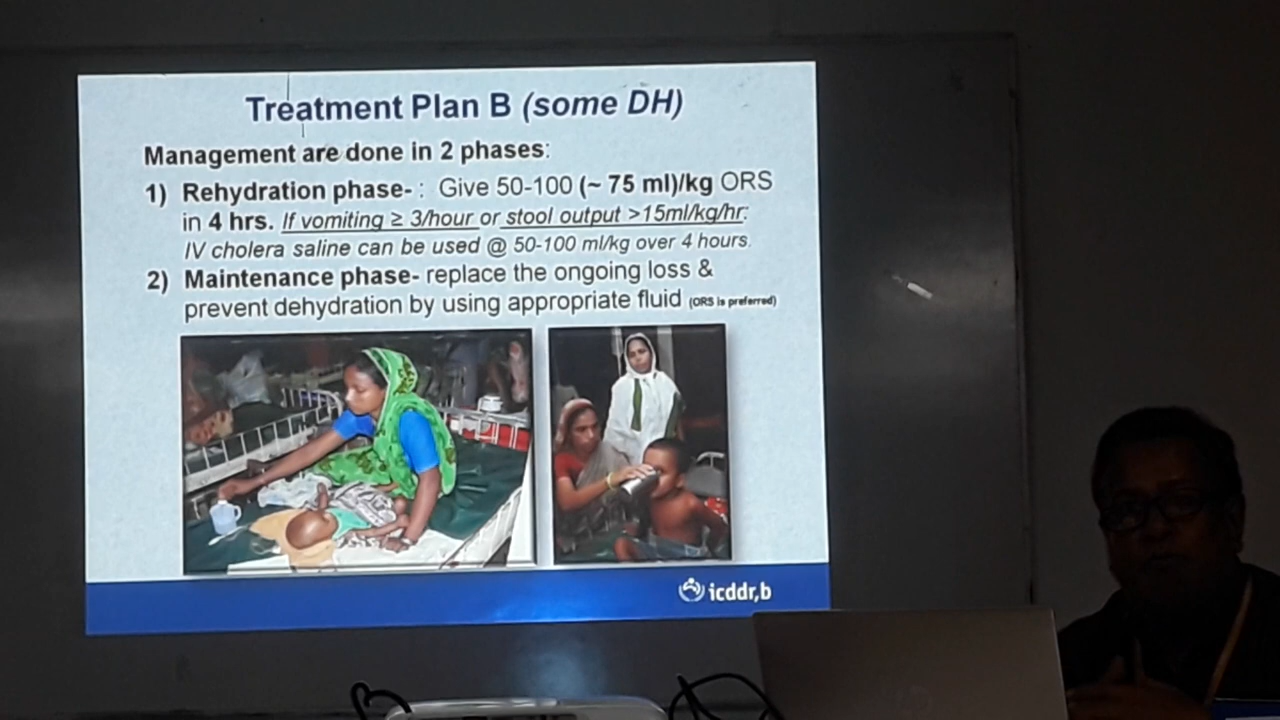 Treatment Plan B (some DH)
Management are done in 2 phases:
1) Rehydration phase- : Give 50-100 (~ 75 ml)/kg ORS
in 4 hrs. If vomiting ≥ 3/hour or stool output >15ml/kg/hr:
IV cholera saline can be used @ 50-100 ml/kg over 4 hours.
2) Maintenance phase- replace the ongoing loss &
prevent dehydration by using appropriate fluid (ORS is preferred)
icddr,b